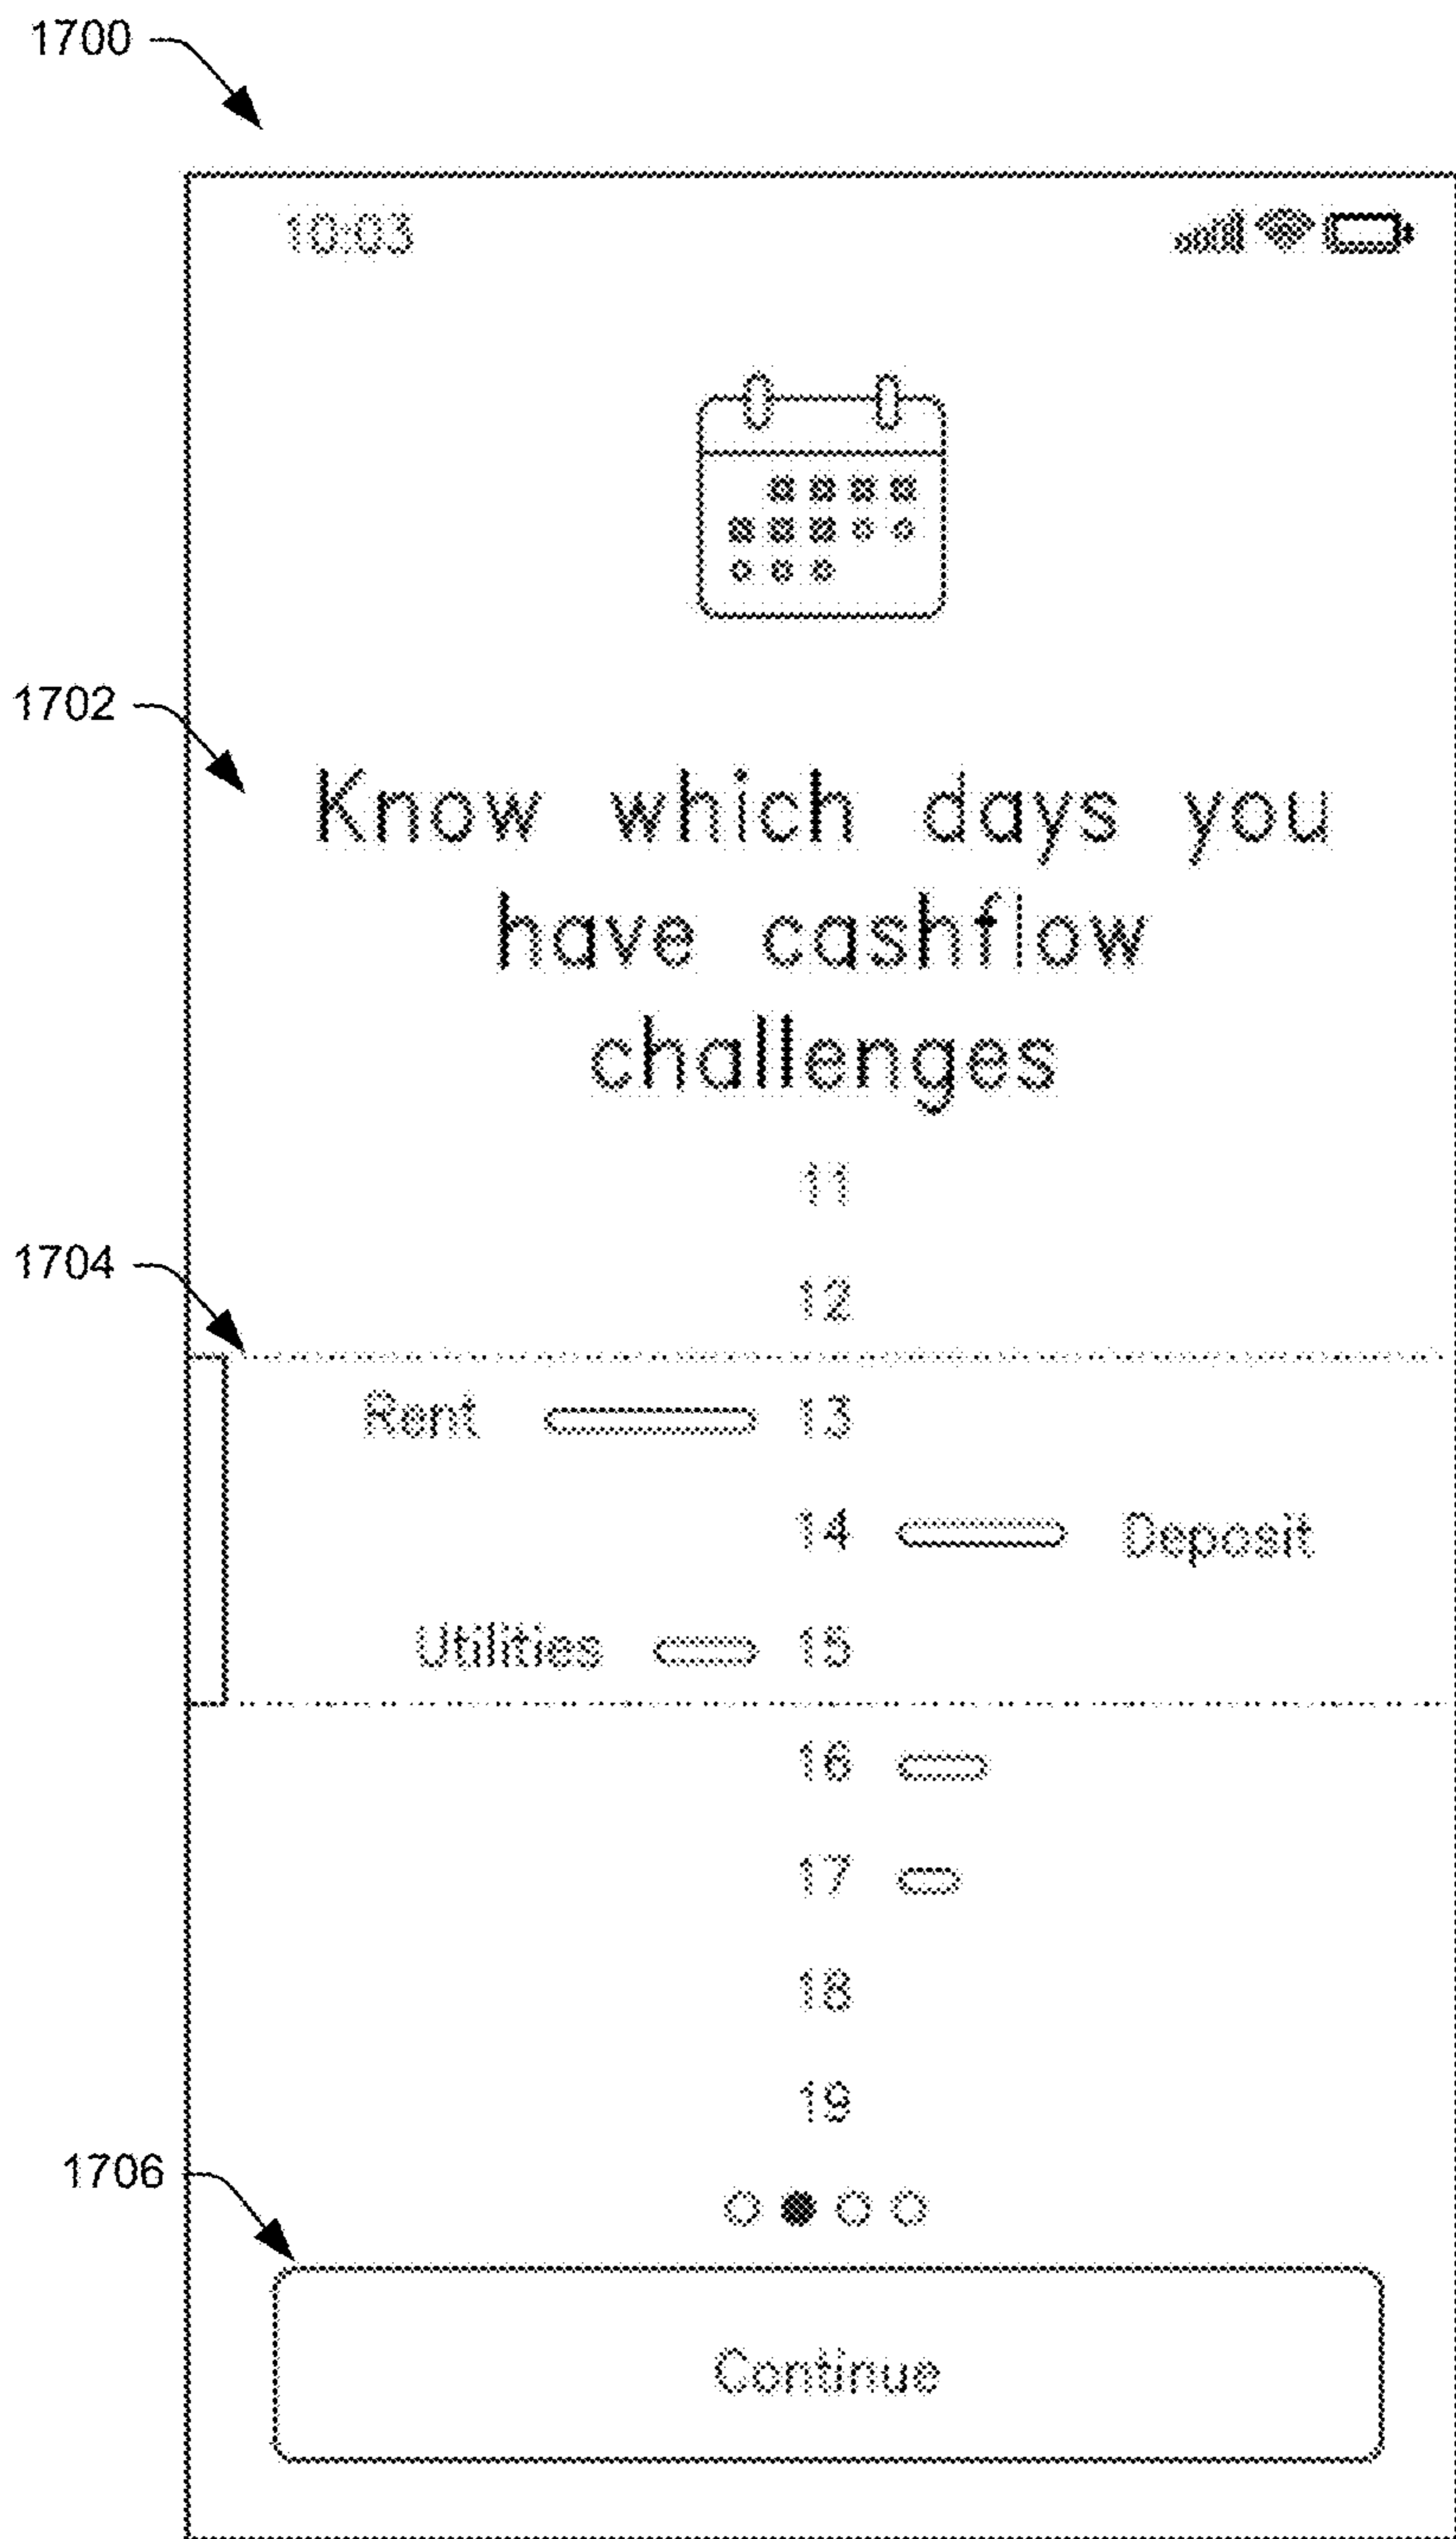 1700
10:03
1702
Know which days you
have cashflow
challenges
11
1704
12
Rent 13
14 Deposit
Utilities 15
16
17
18
19
1706
Continue